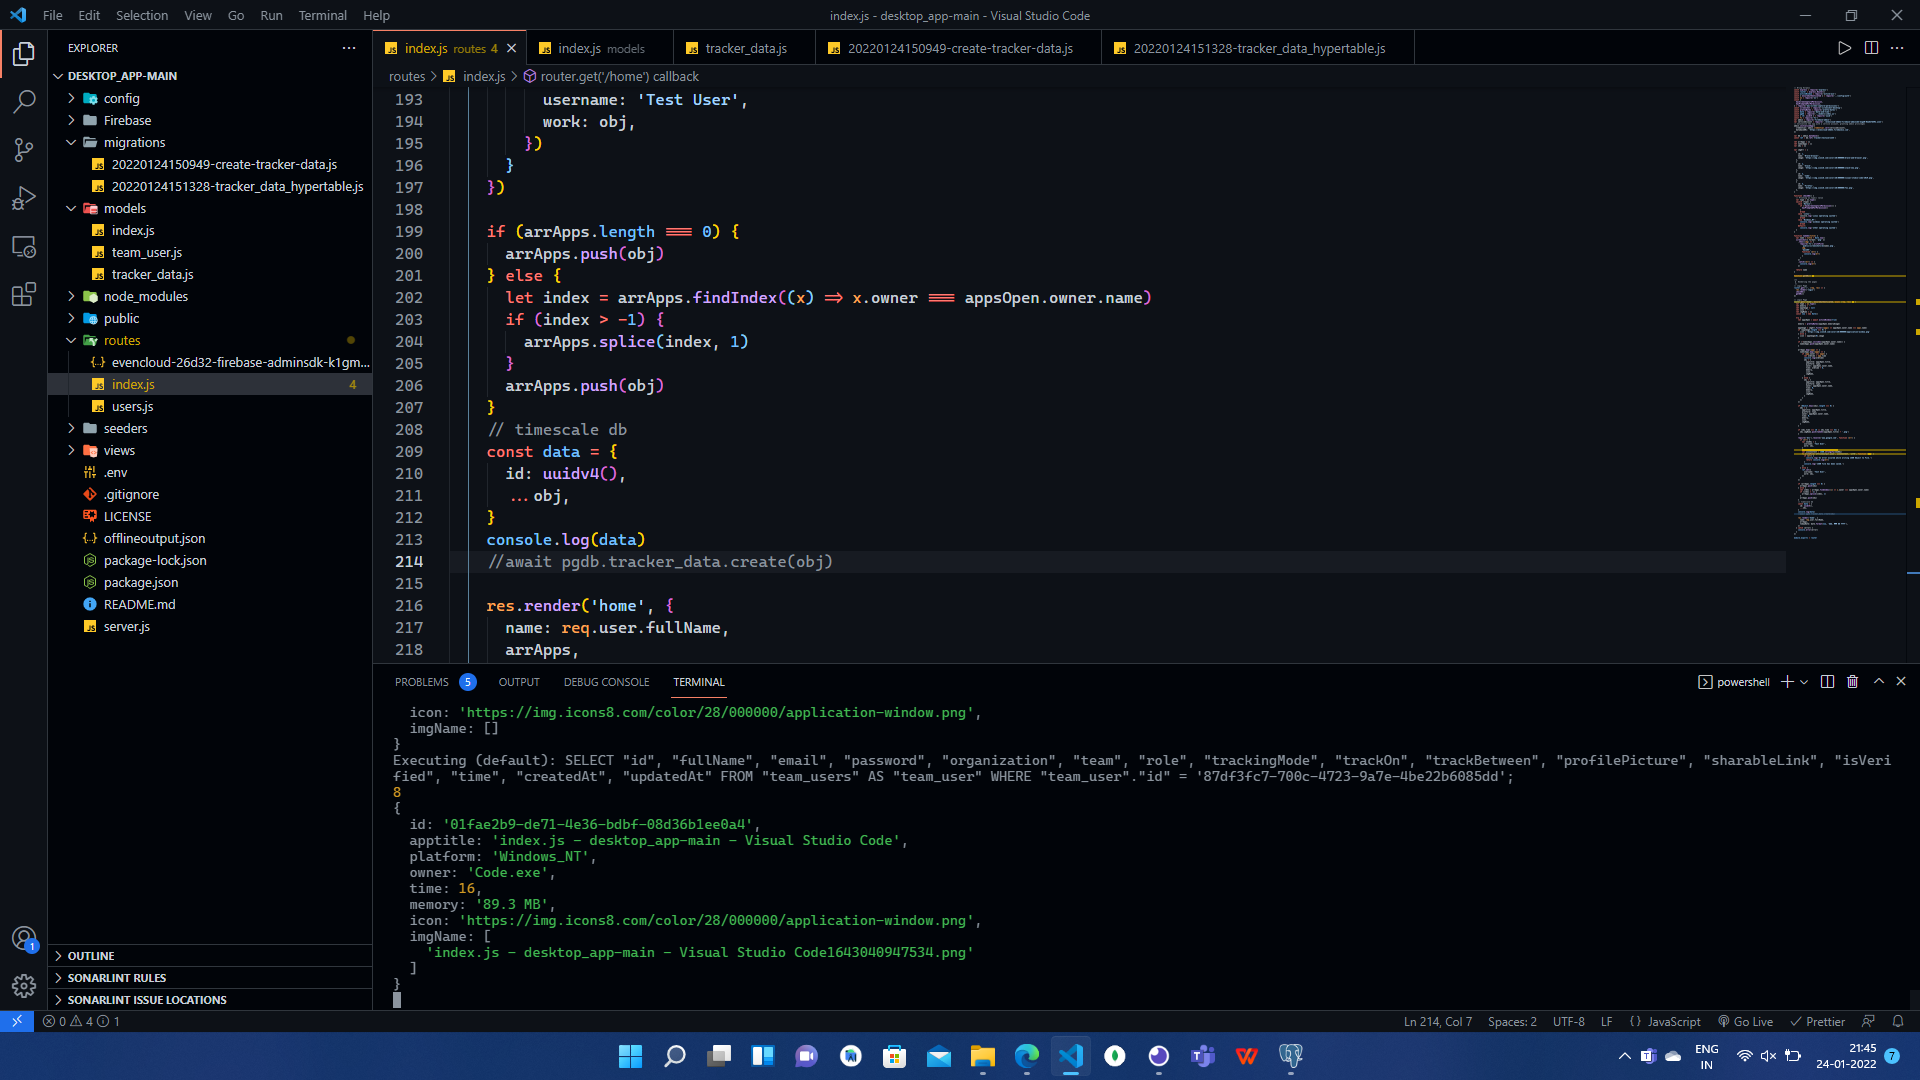 File Edit Selection View Go Run Terminal Help
index.js - desktop_app-main - Visual Studio Code
EXPLORER
DESKTOP_APP-MAIN
config
Firebase
migrations
20220124150949-create-tracker-data.js
20220124151328-tracker_data_hypertable.js
models
index.js
team_user.js
tracker_data.js
node_modules
public
routes
evencloud-26d32-firebase-adminsdk-k1gm...
index.js 4
users.js
seeders
views
.env
.gitignore
LICENSE
offlineoutput.json
package-lock.json
package.json
README.md
server.js
OUTLINE
SONARLINT RULES
SONARLINT ISSUE LOCATIONS
index.js routes 4
index.js models
tracker_data.js
20220124150949-create-tracker-data.js
20220124151328-tracker_data_hypertable.js
routes > index.js > router.get('/home') callback
193 username: 'Test User',
194 work: obj,
195 })
196 }
197 })
198
199 if (arrApps.length === 0) {
200 arrApps.push(obj)
201 } else {
202 let index = arrApps.findIndex((x) => x.owner === appsOpen.owner.name)
203 if (index > -1) {
204 arrApps.splice(index, 1)
205 }
206 arrApps.push(obj)
207 }
208 // timescale db
209 const data = {
210 id: uuidv4(),
211 ...obj,
212 }
213 console.log(data)
214 //await pgdb.tracker_data.create(obj)
215
216 res.render('home', {
217 name: req.user.fullName,
218 arrApps,
PROBLEMS 5 OUTPUT DEBUG CONSOLE TERMINAL
powershell
icon: 'https://img.icons8.com/color/28/000000/application-window.png',
imgName: []
}
Executing (default): SELECT "id", "fullName", "email", "password", "organization", "team", "role", "trackingMode", "trackOn", "trackBetween", "profilePicture", "sharableLink", "isVeri
fied", "time", "createdAt", "updatedAt" FROM "team_users" AS "team_user" WHERE "team_user"."id" = '87df3fc7-700c-4723-9a7e-4be22b6085dd';
8
{
id: '01fae2b9-de71-4e36-bdbf-08d36b1ee0a4',
apptitle: 'index.js - desktop_app-main - Visual Studio Code',
platform: 'Windows_NT',
owner: 'Code.exe',
time: 16,
memory: '89.3 MB',
icon: 'https://img.icons8.com/color/28/000000/application-window.png',
imgName: [
'index.js - desktop_app-main - Visual Studio Code1643040947534.png'
]
}
1
0 4 1
Ln 214, Col 7 Spaces: 2 UTF-8 LF {} JavaScript Go Live Prettier
ENG
IN
21:45
24-01-2022
7